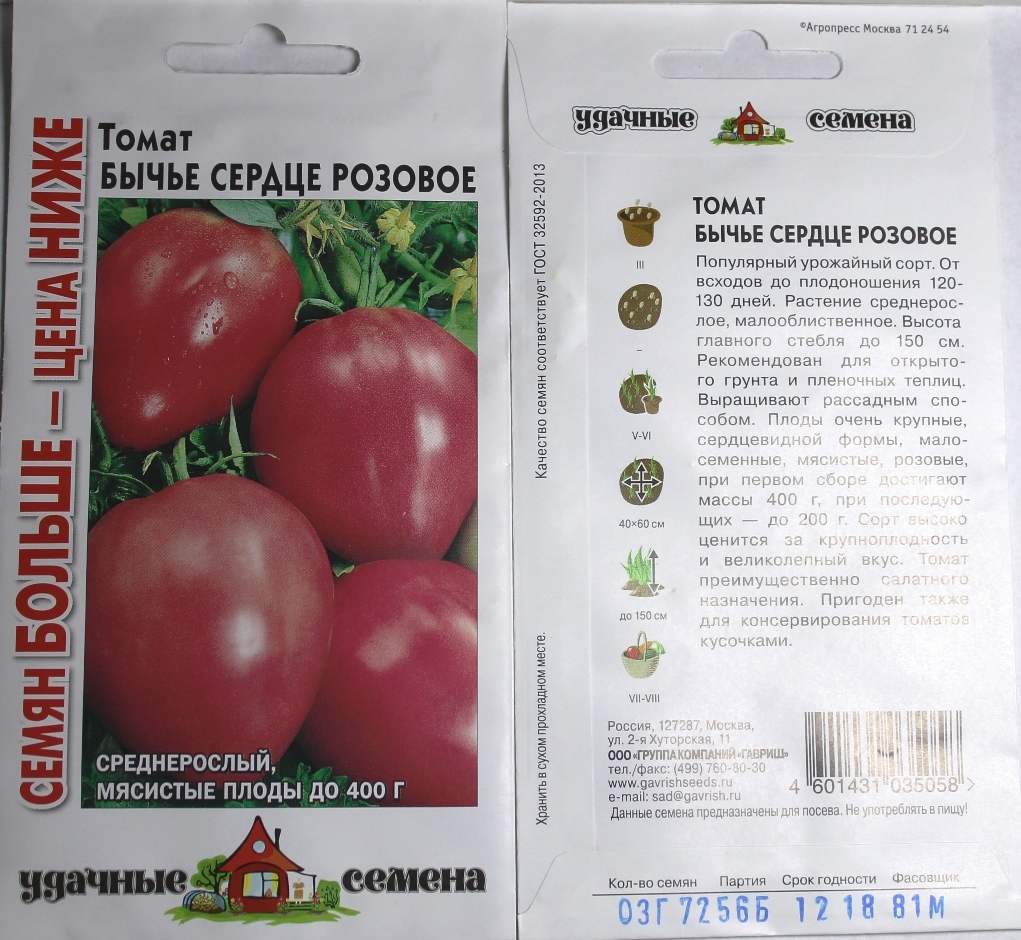 СЕМЯН БОЛЬШЕ — ЦЕНА НИЖЕ
Томат
БЫЧЬЕ СЕРДЦЕ РОЗОВОЕ
СРЕДНЕРОСЛЫЙ,
МЯСИСТЫЕ ПЛОДЫ ДО 400 Г
удачные семена
©Агропресс Москва 71 24 54
удачные семена
Качество семян соответствует ГОСТ 32592-2013
Хранить в сухом прохладном месте.
III
–
V-VI
40×60 см
до 150 см
VII-VIII
ТОМАТ
БЫЧЬЕ СЕРДЦЕ РОЗОВОЕ
Популярный урожайный сорт. От
всходов до плодоношения 120-
130 дней. Растение среднерос-
лое, малооблиственное. Высота
главного стебля до 150 см.
Рекомендован для открыто-
го грунта и пленочных теплиц.
Выращивают рассадным спо-
собом. Плоды очень крупные,
сердцевидной формы, мало-
семенные, мясистые, розовые,
при первом сборе достигают
массы 400 г, при последую-
щих — до 200 г. Сорт высоко
ценится за крупноплодность
и великолепный вкус. Томат
преимущественно салатного
назначения. Пригоден также
для консервирования томатов
кусочками.
Россия, 127287, Москва,
ул. 2-я Хуторская, 11
ООО «ГРУППА КОМПАНИЙ «ГАВРИШ»
тел./факс: (499) 760-80-30
www.gavrishseeds.ru
e-mail: sad@gavrish.ru
4 601431 035058 >
Данные семена предназначены для посева. Не употреблять в пищу!
Кол-во семян Партия Срок годности Фасовщик
03Г 7256Б 12 18 81М